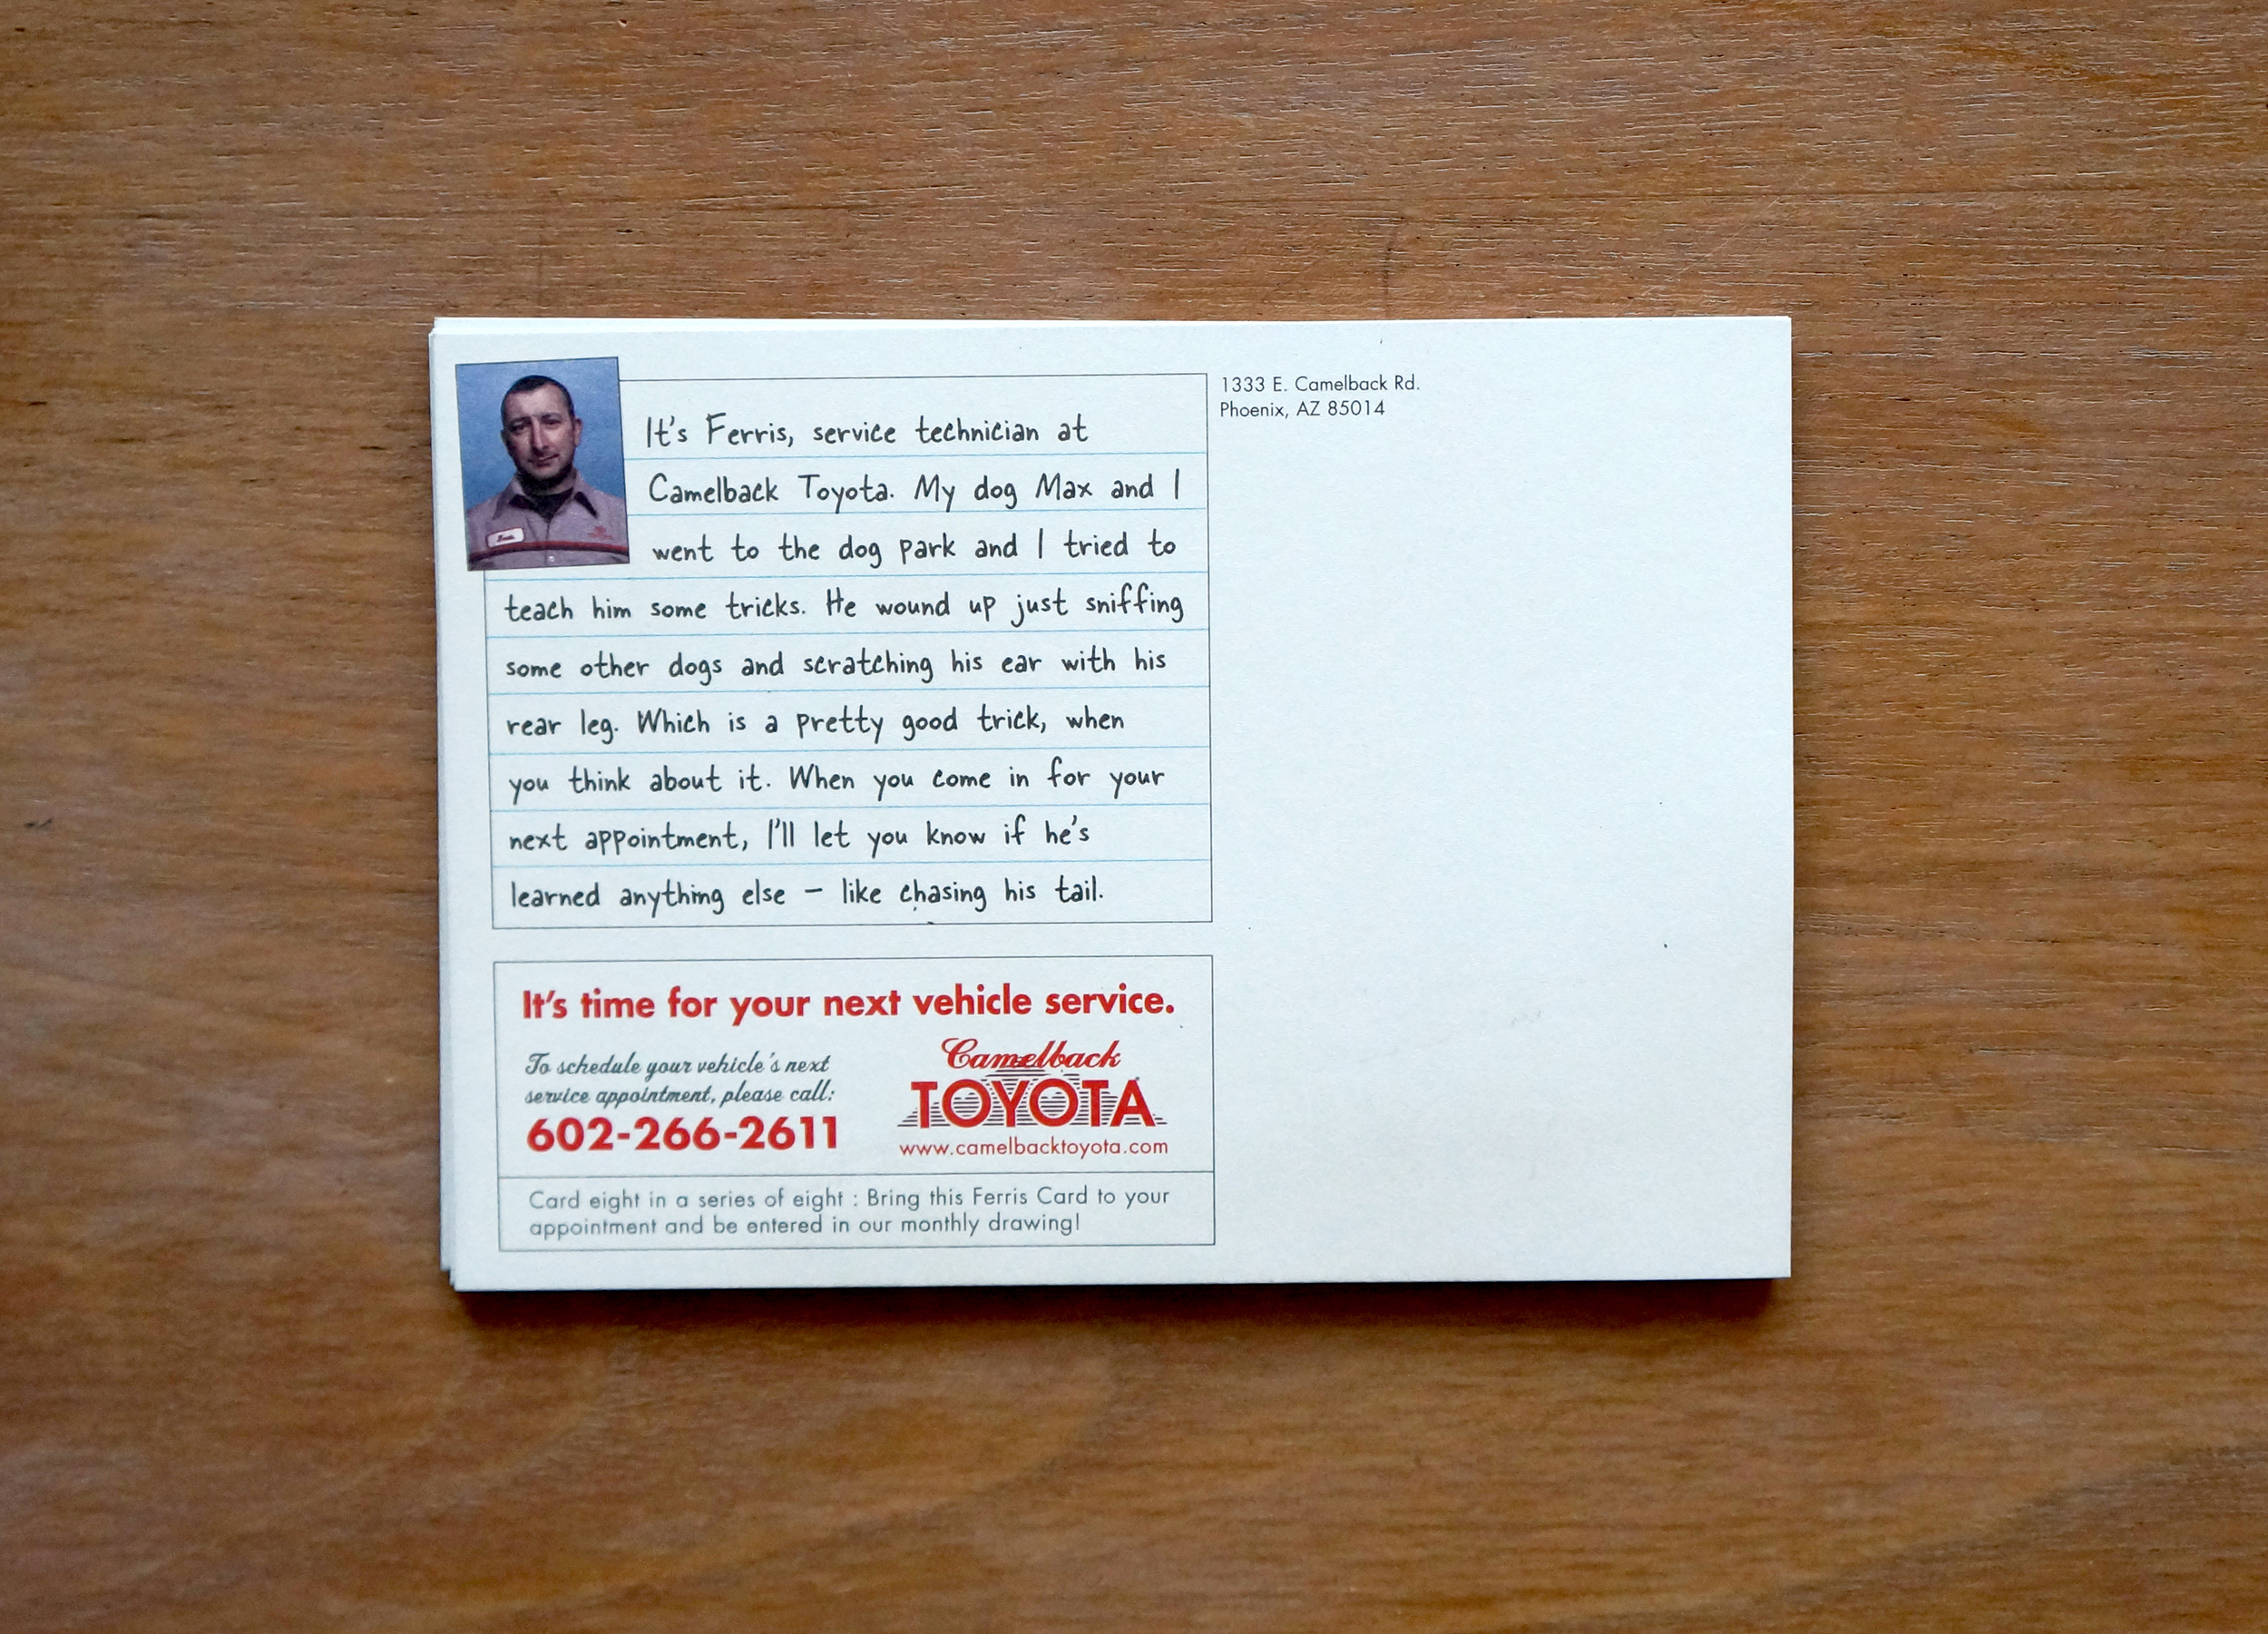 It's Ferris, service technician at
Camelback Toyota. My dog Max and I
went to the dog park and I tried to
teach him some tricks. He wound up just sniffing
some other dogs and scratching his ear with his
rear leg. Which is a pretty good trick, when
you think about it. When you come in for your
next appointment, I'll let you know if he's
learned anything else – like chasing his tail.
It's time for your next vehicle service.
To schedule your vehicle's next
service appointment, please call:
602-266-2611
Camelback
TOYOTA
www.camelbacktoyota.com
Card eight in a series of eight : Bring this Ferris Card to your
appointment and be entered in our monthly drawing!
1333 E. Camelback Rd.
Phoenix, AZ 85014